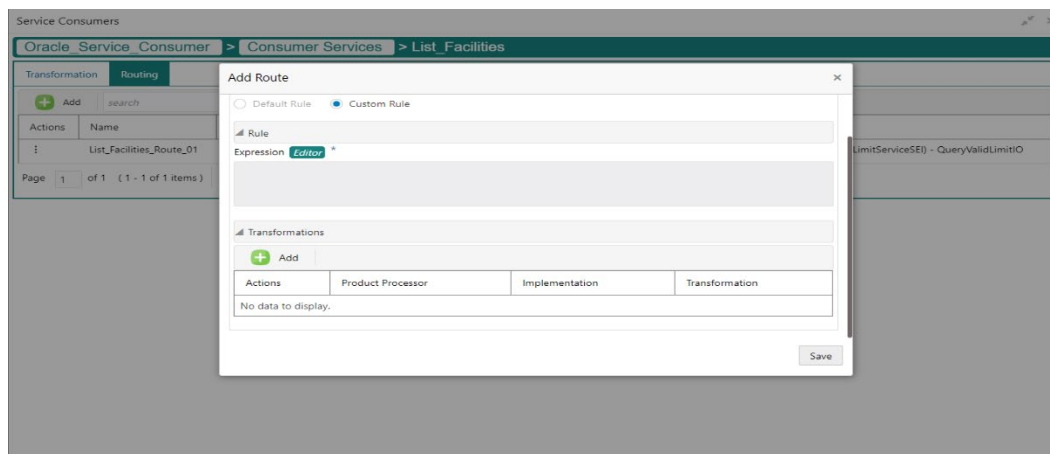 Service Consumers
Oracle_Service_Consumer > Consumer Services > List_Facilities
Transformation Routing
Add search
Actions Name
List_Facilities_Route_01
LimitServiceSEI) - QueryValidLimitIO
Page 1 of 1 ( 1 - 1 of 1 items )
Add Route ×
Default Rule Custom Rule
Rule
Expression Editor *
Transformations
Add
Actions Product Processor Implementation Transformation
No data to display.
Save